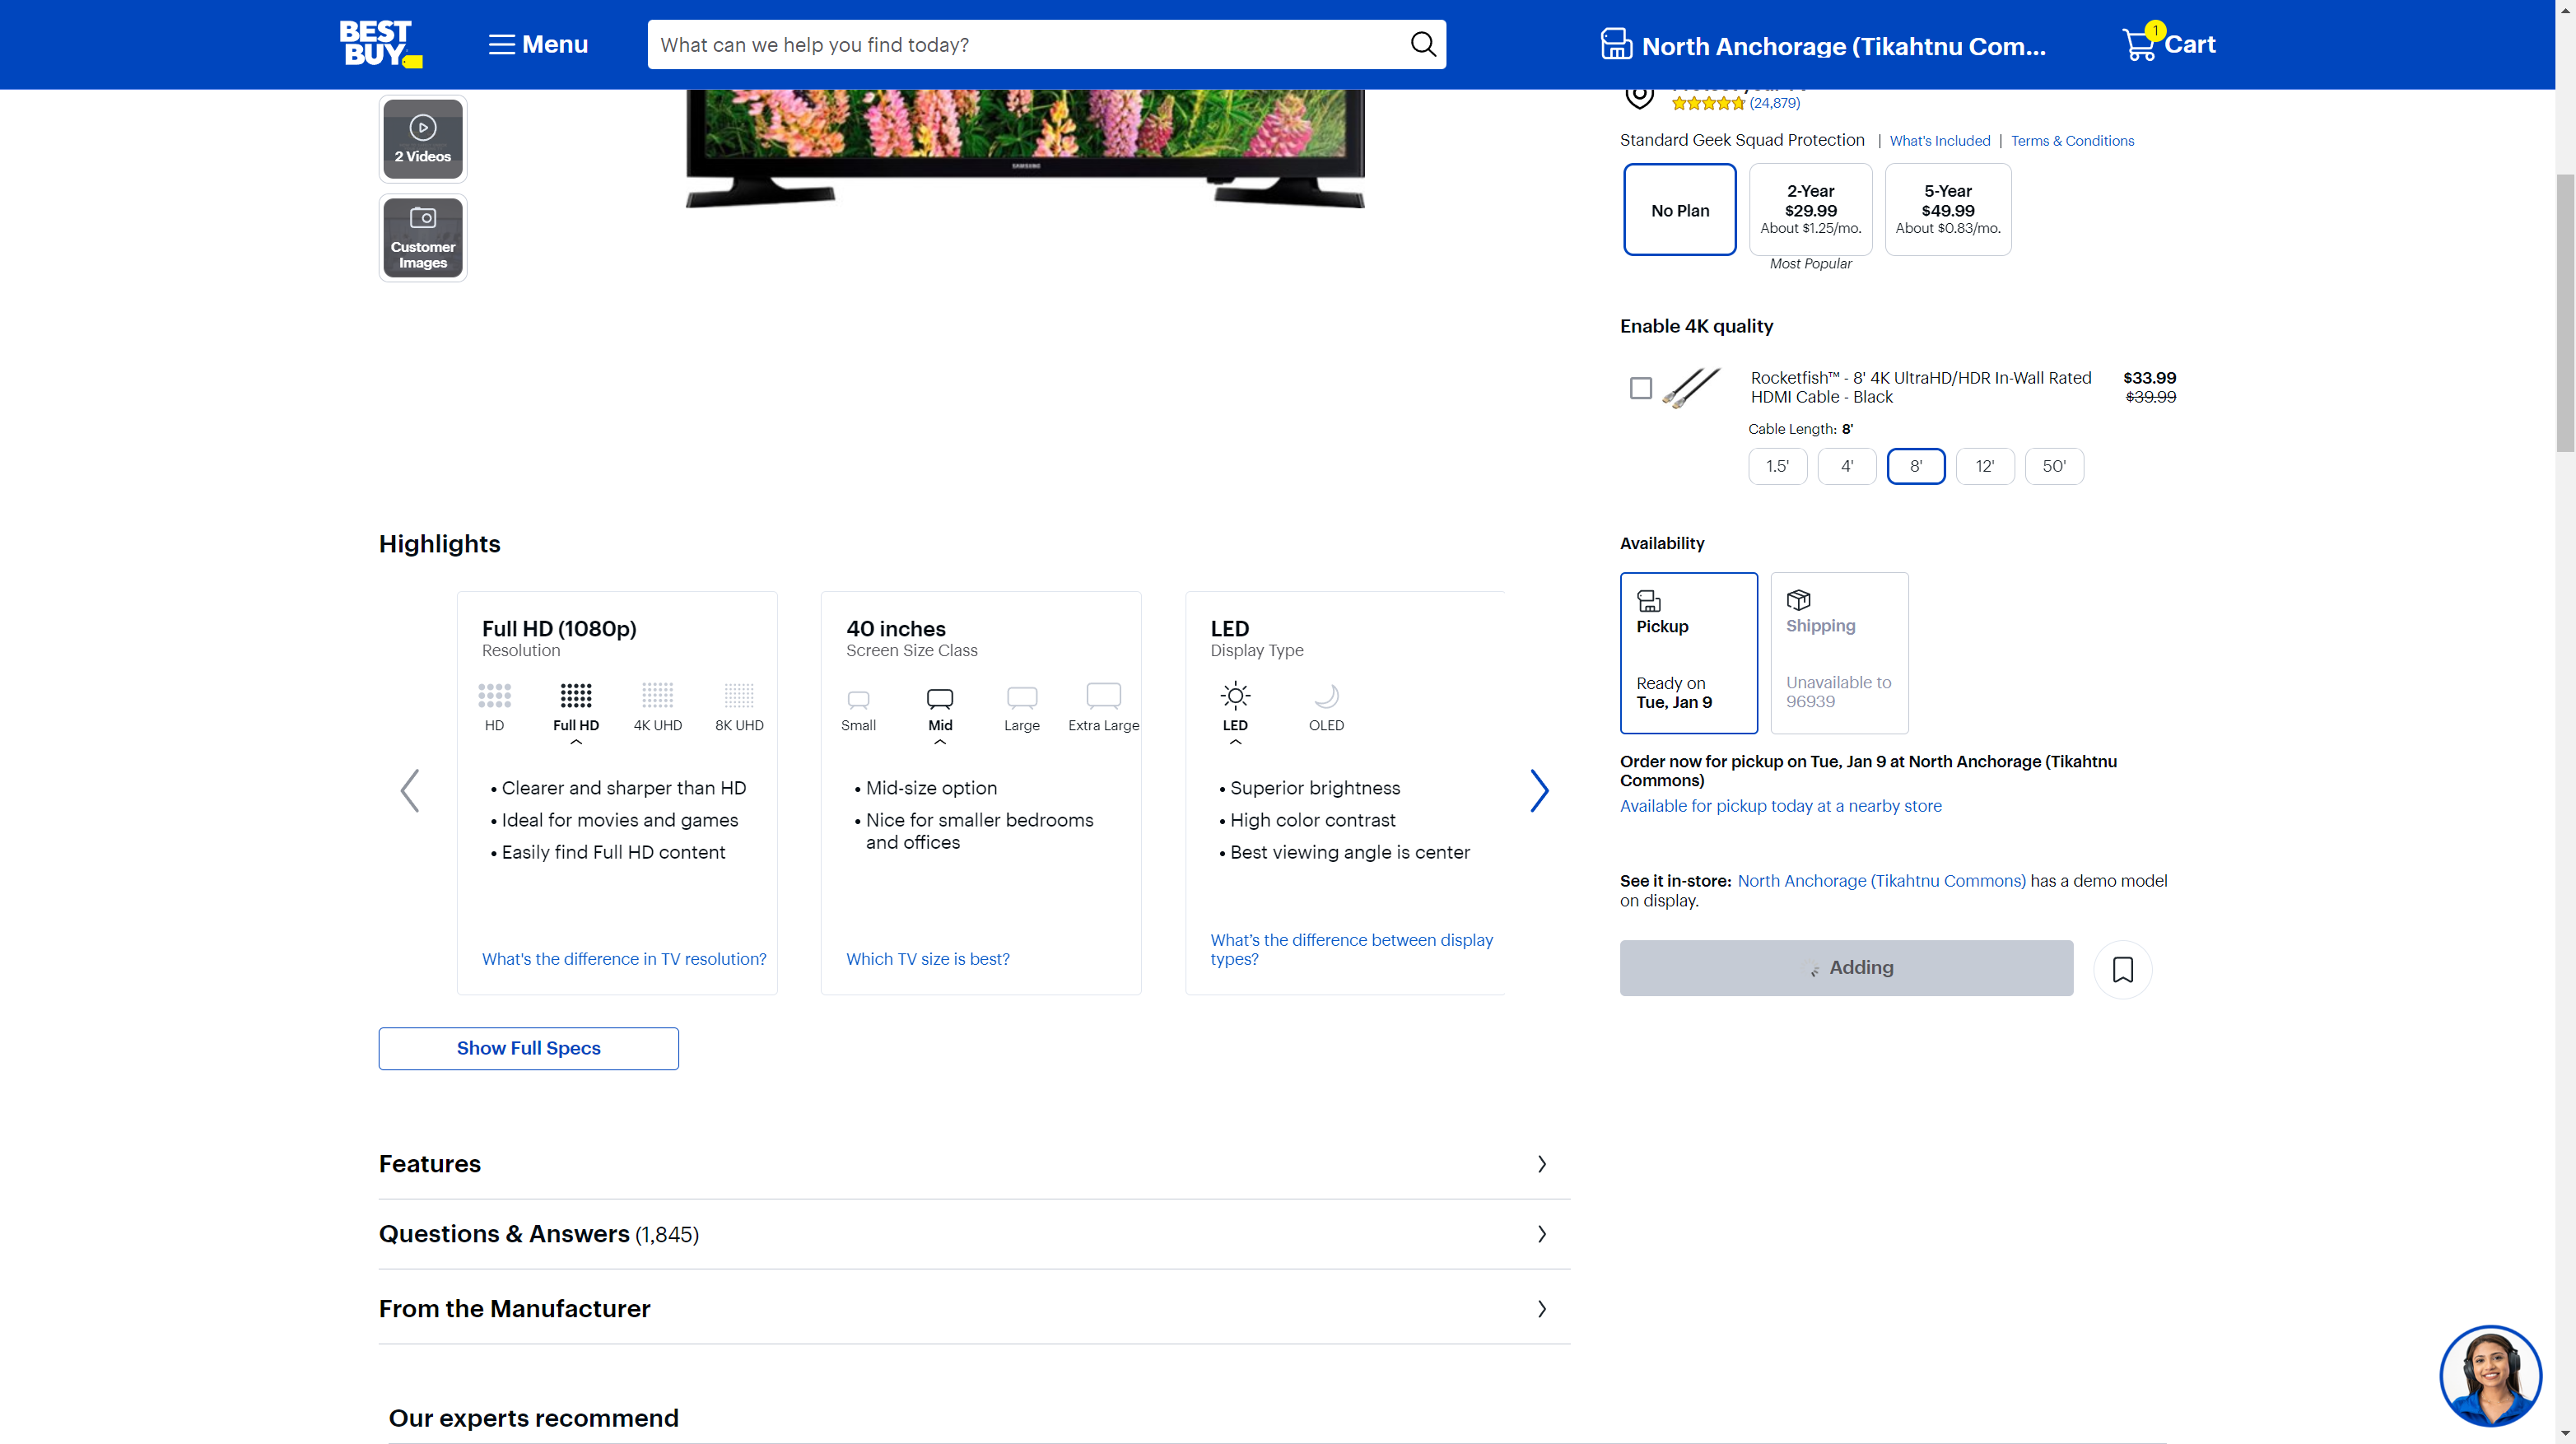 BEST
BUY
Menu
What can we help you find today?
North Anchorage (Tikahtnu Com...
1
Cart
2 Videos
Customer
Images
SAMSUNG
(24,879)
Standard Geek Squad Protection | What's Included | Terms & Conditions
No Plan
2-Year
$29.99
About $1.25/mo.
Most Popular
5-Year
$49.99
About $0.83/mo.
Enable 4K quality
Rocketfish™ - 8' 4K UltraHD/HDR In-Wall Rated
HDMI Cable - Black
$33.99
$39.99
Cable Length: 8'
1.5'
4'
8'
12'
50'
Highlights
Full HD (1080p)
Resolution
HD
Full HD
4K UHD
8K UHD
• Clearer and sharper than HD
• Ideal for movies and games
• Easily find Full HD content
What's the difference in TV resolution?
40 inches
Screen Size Class
Small
Mid
Large
Extra Large
• Mid-size option
• Nice for smaller bedrooms
and offices
Which TV size is best?
LED
Display Type
LED
OLED
• Superior brightness
• High color contrast
• Best viewing angle is center
What's the difference between display
types?
Show Full Specs
Availability
Pickup
Ready on
Tue, Jan 9
Shipping
Unavailable to
96939
Order now for pickup on Tue, Jan 9 at North Anchorage (Tikahtnu
Commons)
Available for pickup today at a nearby store
See it in-store: North Anchorage (Tikahtnu Commons) has a demo model
on display.
Adding
Features
Questions & Answers (1,845)
From the Manufacturer
Our experts recommend